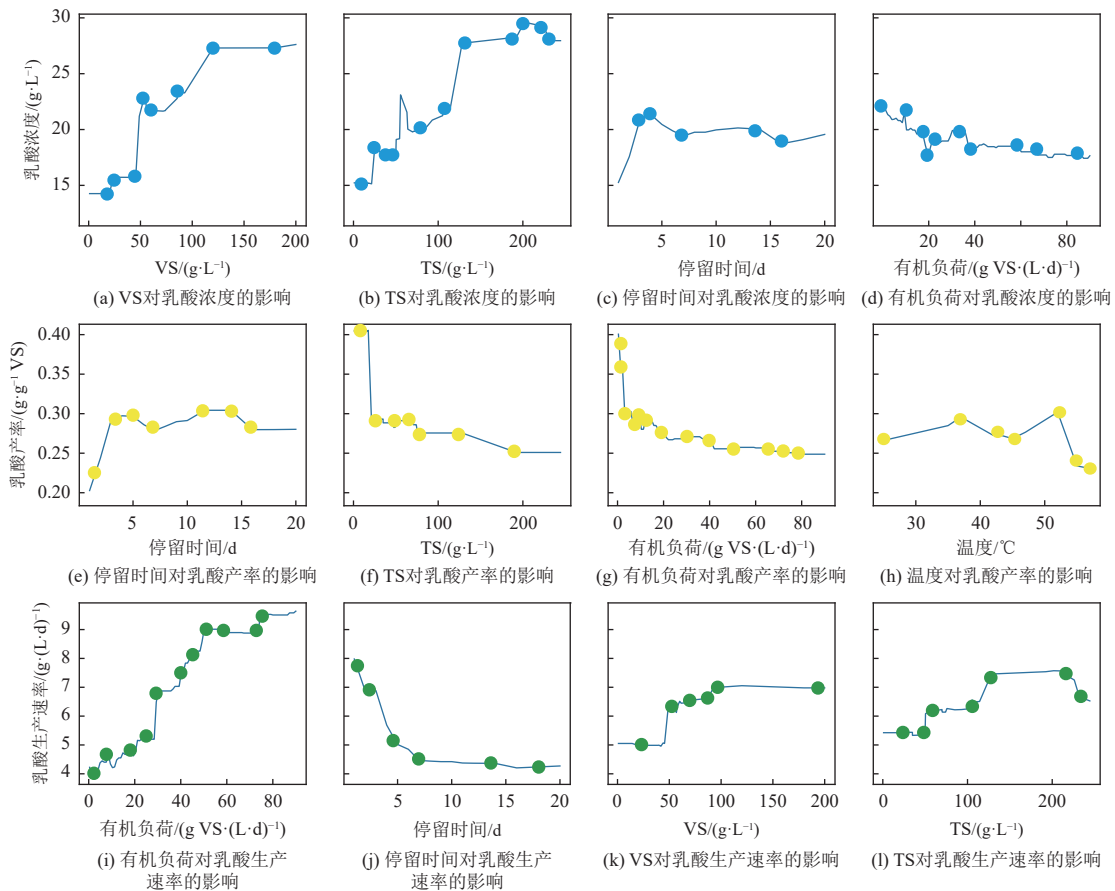 30
25
20
15
乳酸浓度/(g·L⁻¹)
0 50 100 150 200
VS/(g·L⁻¹)
(a) VS对乳酸浓度的影响
0 100 200
TS/(g·L⁻¹)
(b) TS对乳酸浓度的影响
5 10 15 20
停留时间/d
(c) 停留时间对乳酸浓度的影响
20 40 60 80
有机负荷/(g VS·(L·d)⁻¹)
(d) 有机负荷对乳酸浓度的影响
0.40
0.30
0.25
0.20
乳酸产率/(g·g⁻¹ VS)
5 10 15 20
停留时间/d
(e) 停留时间对乳酸产率的影响
0 100 200
TS/(g·L⁻¹)
(f) TS对乳酸产率的影响
0 20 40 60 80
有机负荷/(g VS·(L·d)⁻¹)
(g) 有机负荷对乳酸产率的影响
30 40 50
温度/℃
(h) 温度对乳酸产率的影响
9
8
7
6
5
4
乳酸生产速率/(g·(L·d)⁻¹)
0 20 40 60 80
有机负荷/(g VS·(L·d)⁻¹)
(i) 有机负荷对乳酸生产
速率的影响
5 10 15 20
停留时间/d
(j) 停留时间对乳酸生产
速率的影响
0 50 100 150 200
VS/(g·L⁻¹)
(k) VS对乳酸生产速率的影响
0 100 200
TS/(g·L⁻¹)
(l) TS对乳酸生产速率的影响